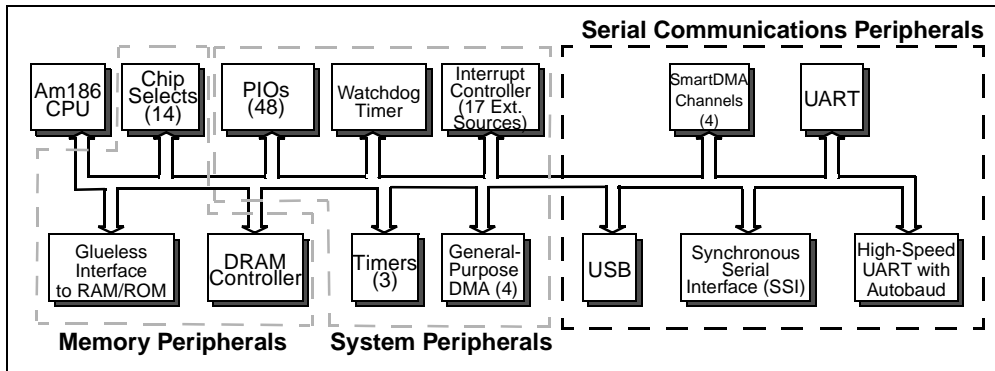 Serial Communications Peripherals
Am186
CPU
Chip
Selects
(14)
PIOs
(48)
Watchdog
Timer
Interrupt
Controller
(17 Ext.
Sources)
SmartDMA
Channels
(4)
UART
Glueless
Interface
to RAM/ROM
DRAM
Controller
Timers
(3)
General-
Purpose
DMA (4)
USB
Synchronous
Serial
Interface (SSI)
High-Speed
UART with
Autobaud
Memory Peripherals
System Peripherals